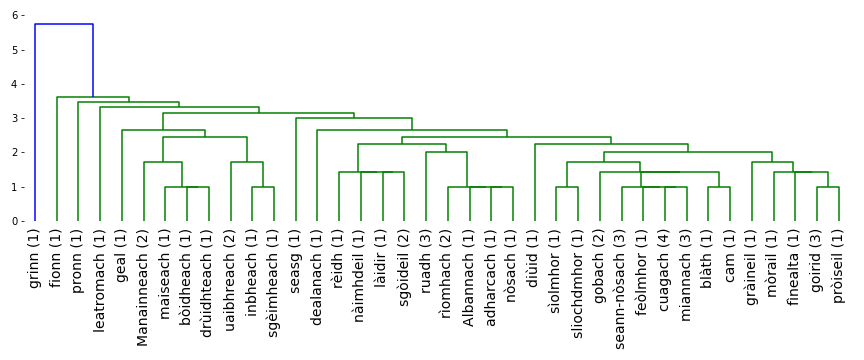 6
5
4
3
2
1
0
grinn (1)
fionn (1)
pronn (1)
leatromach (1)
geal (1)
Manainneach (2)
maiseach (1)
bòidheach (1)
drùidhteach (1)
uaibhreach (2)
inbheach (1)
sgèimheach (1)
seasg (1)
dealanach (1)
rèidh (1)
nàimhdeil (1)
làidir (1)
sgòideil (2)
ruadh (3)
rìomhach (2)
Albannach (1)
adharcach (1)
nòsach (1)
diùid (1)
sìolmhor (1)
sliochdmhor (1)
gobach (2)
seann-nòsach (3)
feòlmhor (1)
cuagach (4)
miannach (3)
blàth (1)
cam (1)
gràineil (1)
mòrail (1)
finealta (1)
goirid (3)
pròiseil (1)